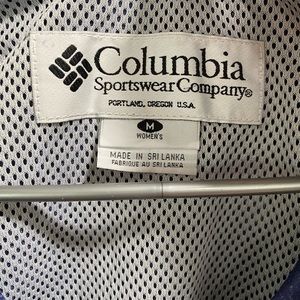 Columbia
Sportswear Company®
PORTLAND, OREGON U.S.A.
M
WOMEN'S
MADE IN SRI LANKA
FABRIQUE AU SRI LANKA